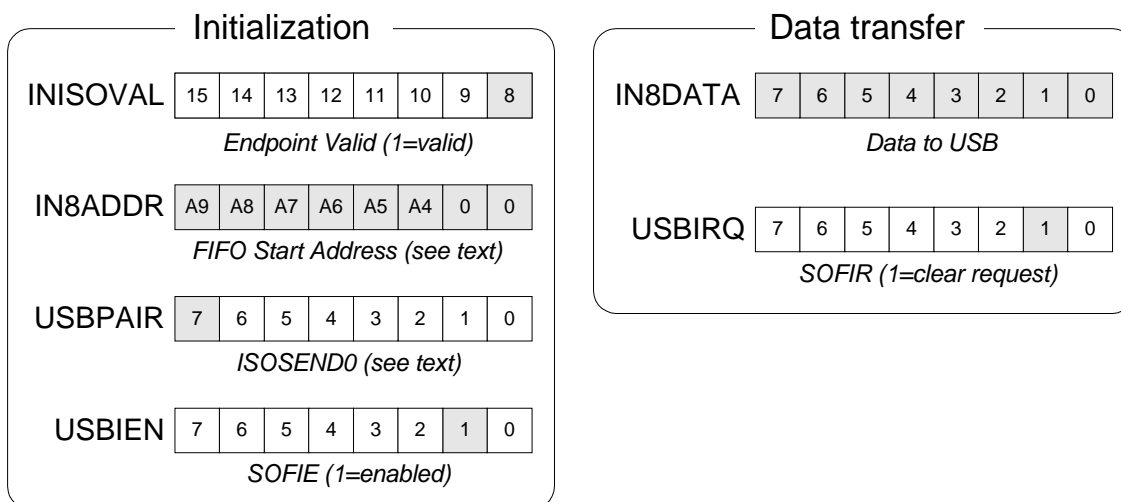 Initialization
INISOVAL 15 14 13 12 11 10 9 8
Endpoint Valid (1=valid)
IN8ADDR A9 A8 A7 A6 A5 A4 0 0
FIFO Start Address (see text)
USBPAIR 7 6 5 4 3 2 1 0
ISOSEND0 (see text)
USBIEN 7 6 5 4 3 2 1 0
SOFIE (1=enabled)
Data transfer
IN8DATA 7 6 5 4 3 2 1 0
Data to USB
USBIRQ 7 6 5 4 3 2 1 0
SOFIR (1=clear request)